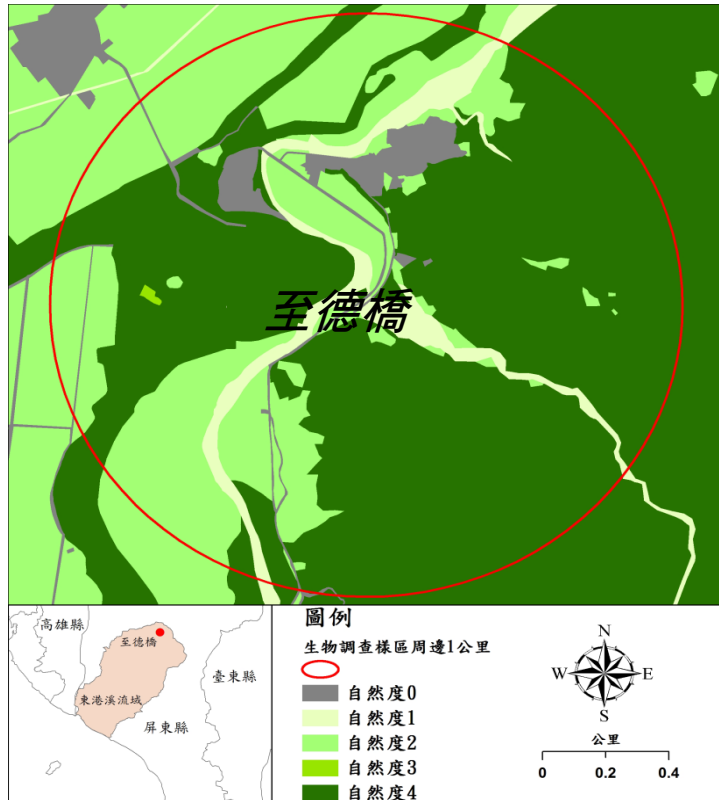 至德橋
高雄縣
至德橋
臺東縣
東港溪流域
屏東縣
圖例
生物調查樣區周邊1公里
自然度0
自然度1
自然度2
自然度3
自然度4
N
W E
S
公里
0 0.2 0.4